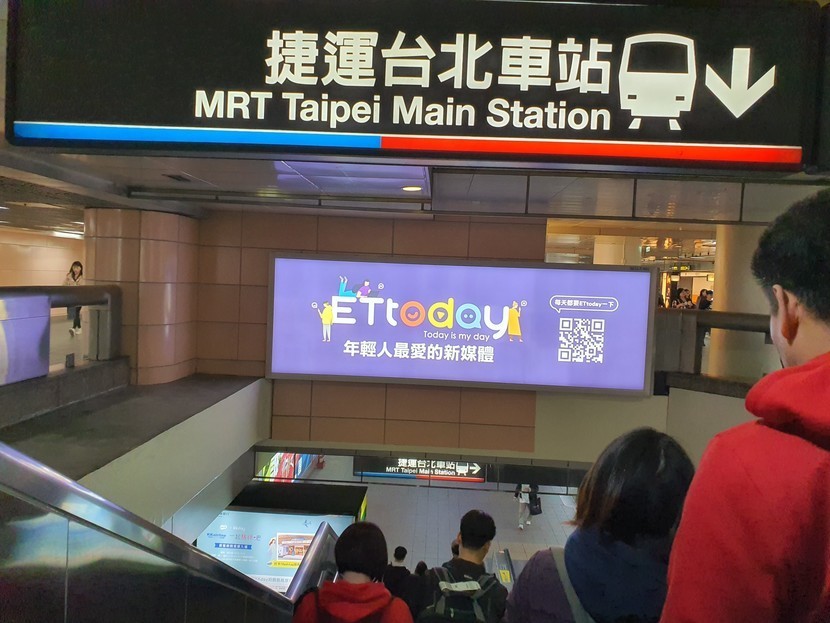 捷運台北車站
MRT Taipei Main Station
ETtoday
Today is my day
年輕人最愛的新媒體
每天都要ETtoday一下
捷運台北車站
MRT Taipei Main Station